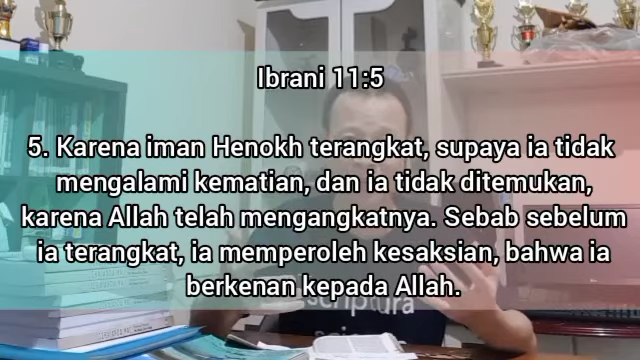 Ibrani 11:5
5. Karena iman Henokh terangkat, supaya ia tidak
mengalami kematian, dan ia tidak ditemukan,
karena Allah telah mengangkatnya. Sebab sebelum
ia terangkat, ia memperoleh kesaksian, bahwa ia
berkenan kepada Allah.
scriptura